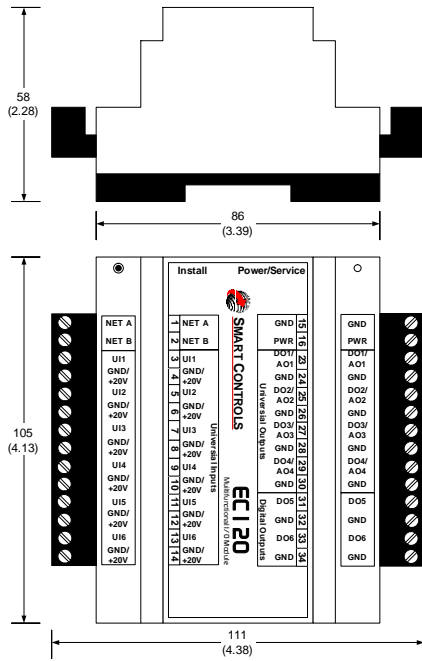 58
(2.28)
86
(3.39)
105
(4.13)
111
(4.38)
Install Power/Service
NET A
NET B
UI1
GND/
+20V
UI2
GND/
+20V
UI3
GND/
+20V
UI4
GND/
+20V
UI5
GND/
+20V
UI6
GND/
+20V
1 NET A
2 NET B
3 UI1
4 GND/
+20V
5 UI2
6 GND/
+20V
7 UI3
8 GND/
+20V
9 UI4
10 GND/
+20V
11 UI5
12 GND/
+20V
13 UI6
14 GND/
+20V
Universial Inputs
SMART CONTROLS
EC120
Multifunctional I/O Module
Universial Outputs
Digital Outputs
GND 15
PWR 16
DO1/
AO1 23
GND 24
DO2/
AO2 25
GND 26
DO3/
AO3 27
GND 28
DO4/
AO4 29
GND 30
DO5 31
GND 32
DO6 33
GND 34
GND
PWR
DO1/
AO1
GND
DO2/
AO2
GND
DO3/
AO3
GND
DO4/
AO4
GND
DO5
GND
DO6
GND